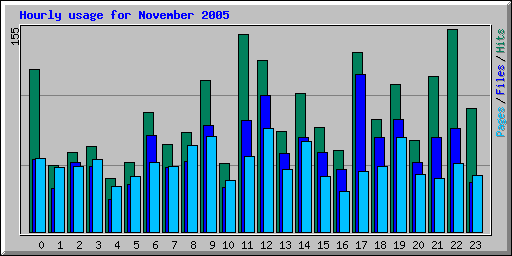 Hourly usage for November 2005
155
Pages / Files / Hits
0 1 2 3 4 5 6 7 8 9 10 11 12 13 14 15 16 17 18 19 20 21 22 23